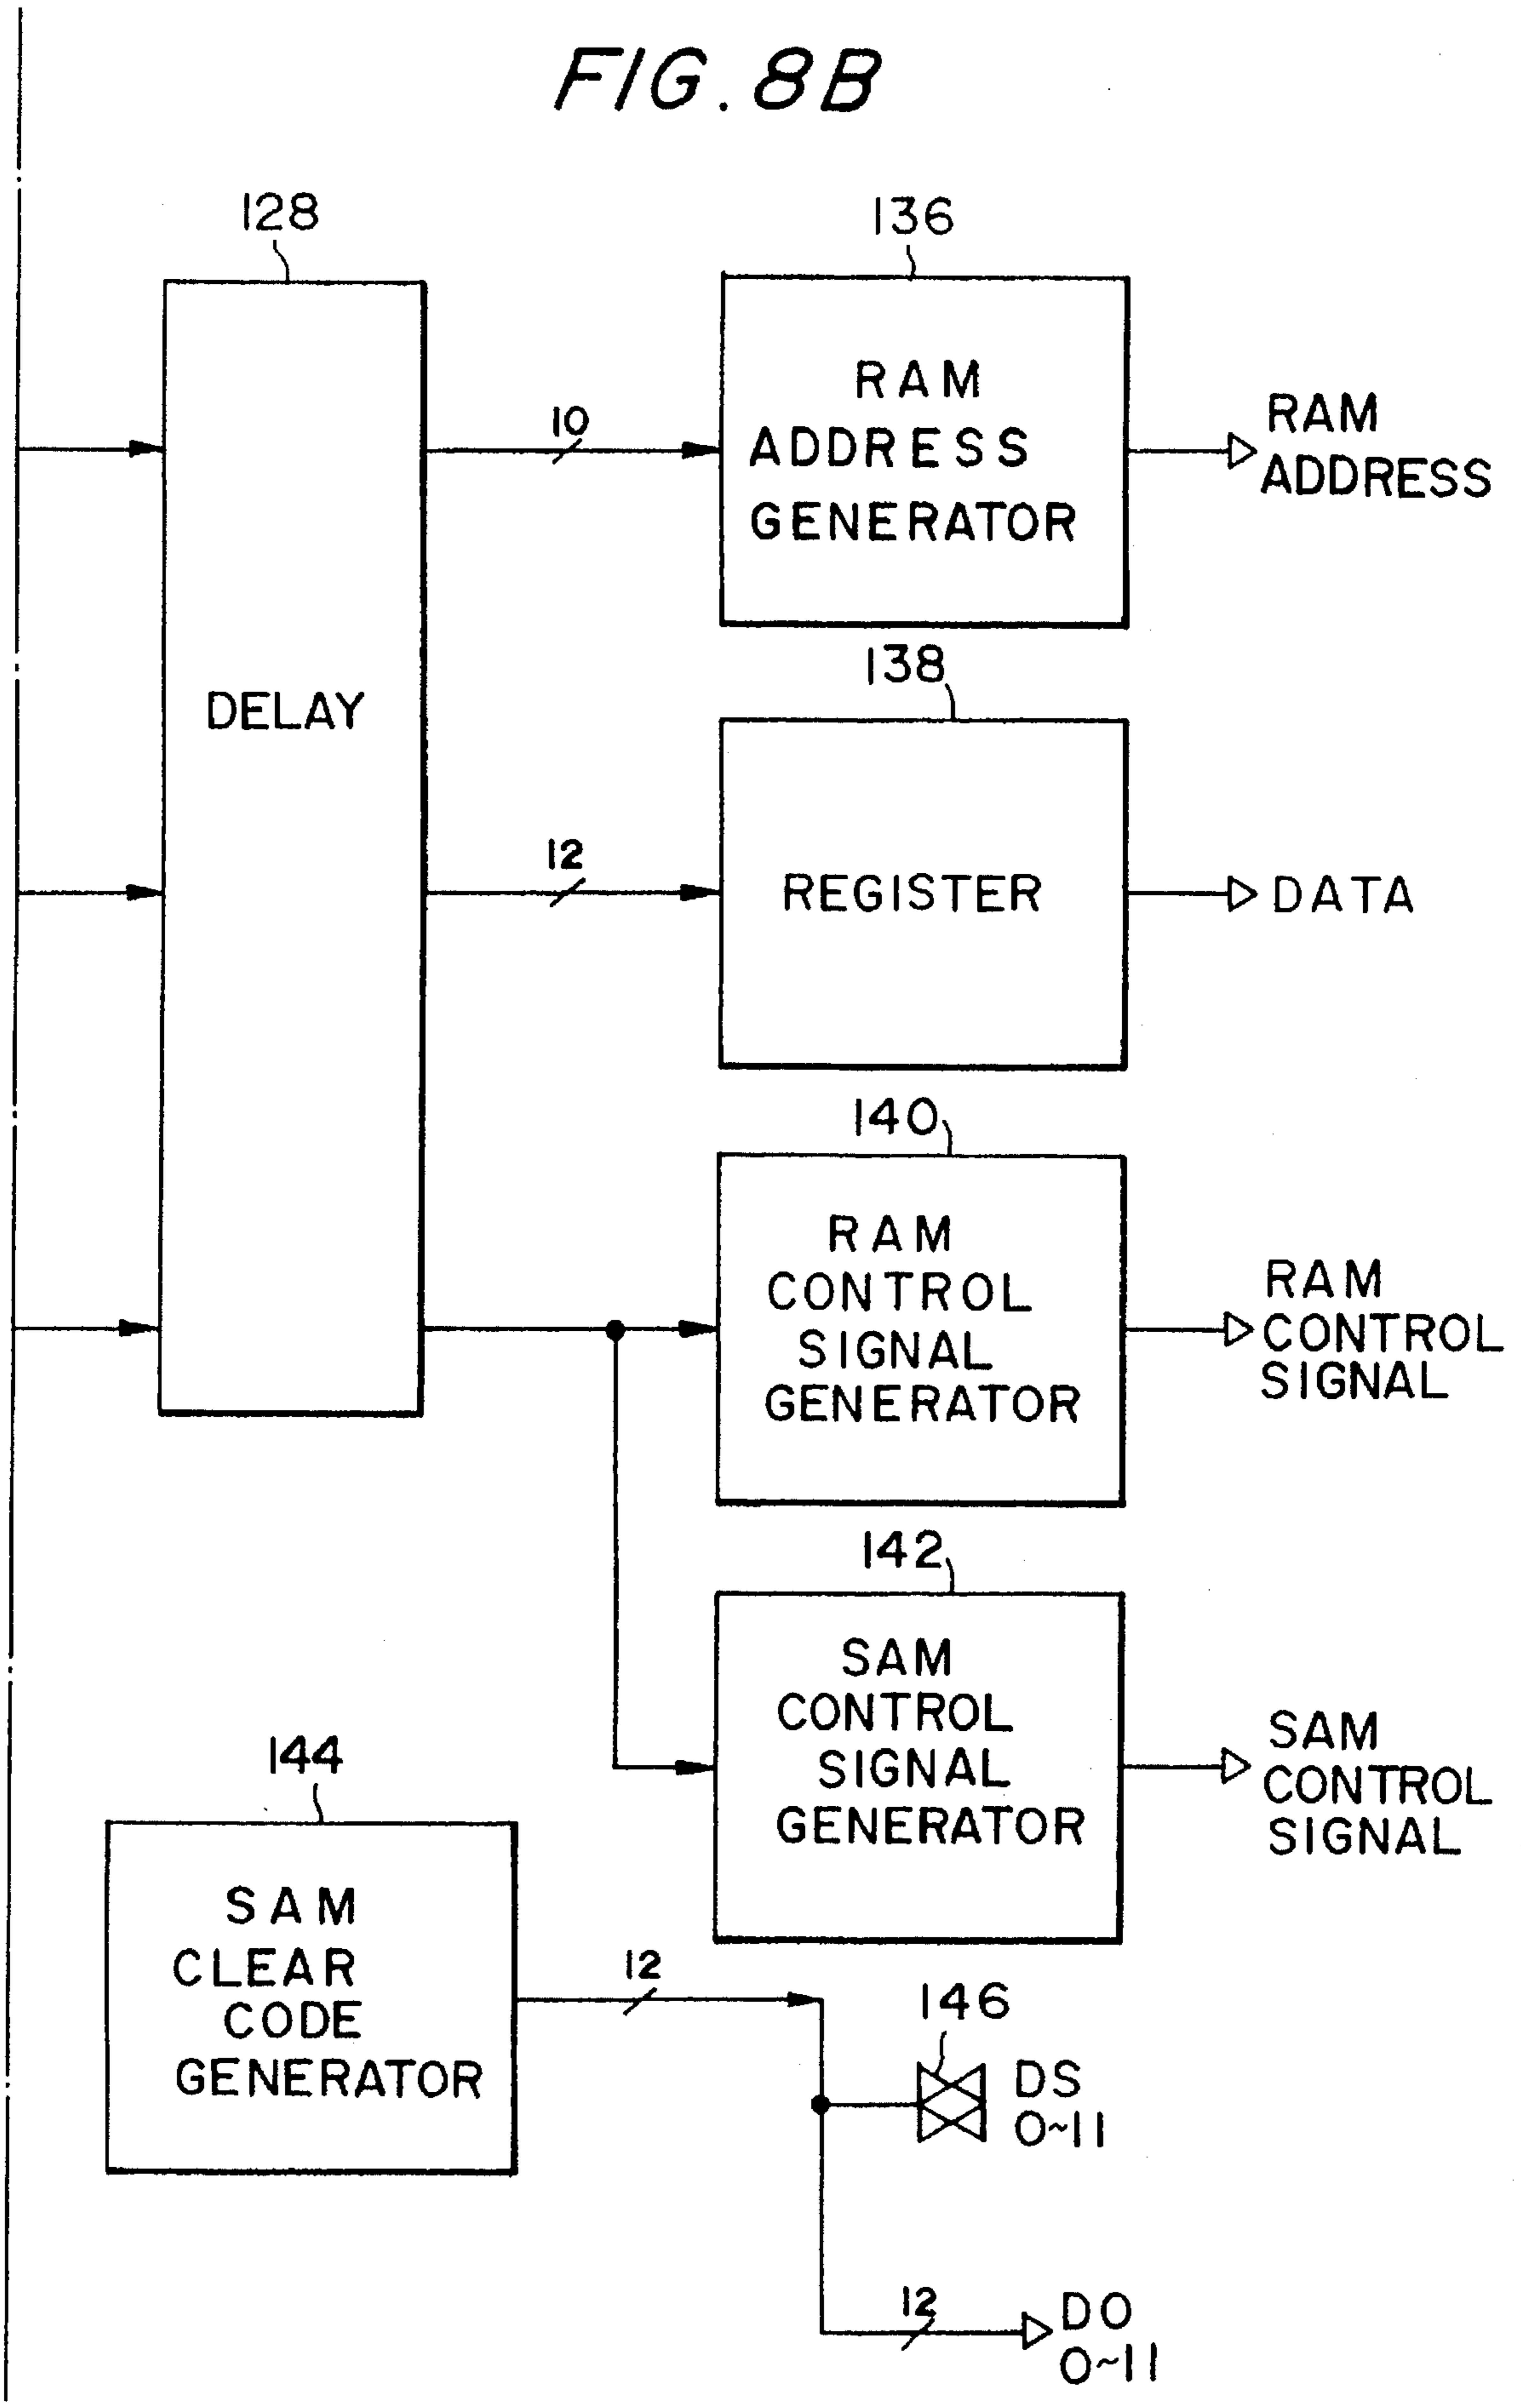 FIG. 8B
128
136
RAM
ADDRESS
GENERATOR
10
RAM
ADDRESS
DELAY
138
12
REGISTER
DATA
140
RAM
CONTROL
SIGNAL
GENERATOR
RAM
CONTROL
SIGNAL
142
SAM
CONTROL
SIGNAL
GENERATOR
SAM
CONTROL
SIGNAL
144
SAM
CLEAR
CODE
GENERATOR
12
146
DS
0~11
12
DO
0~11